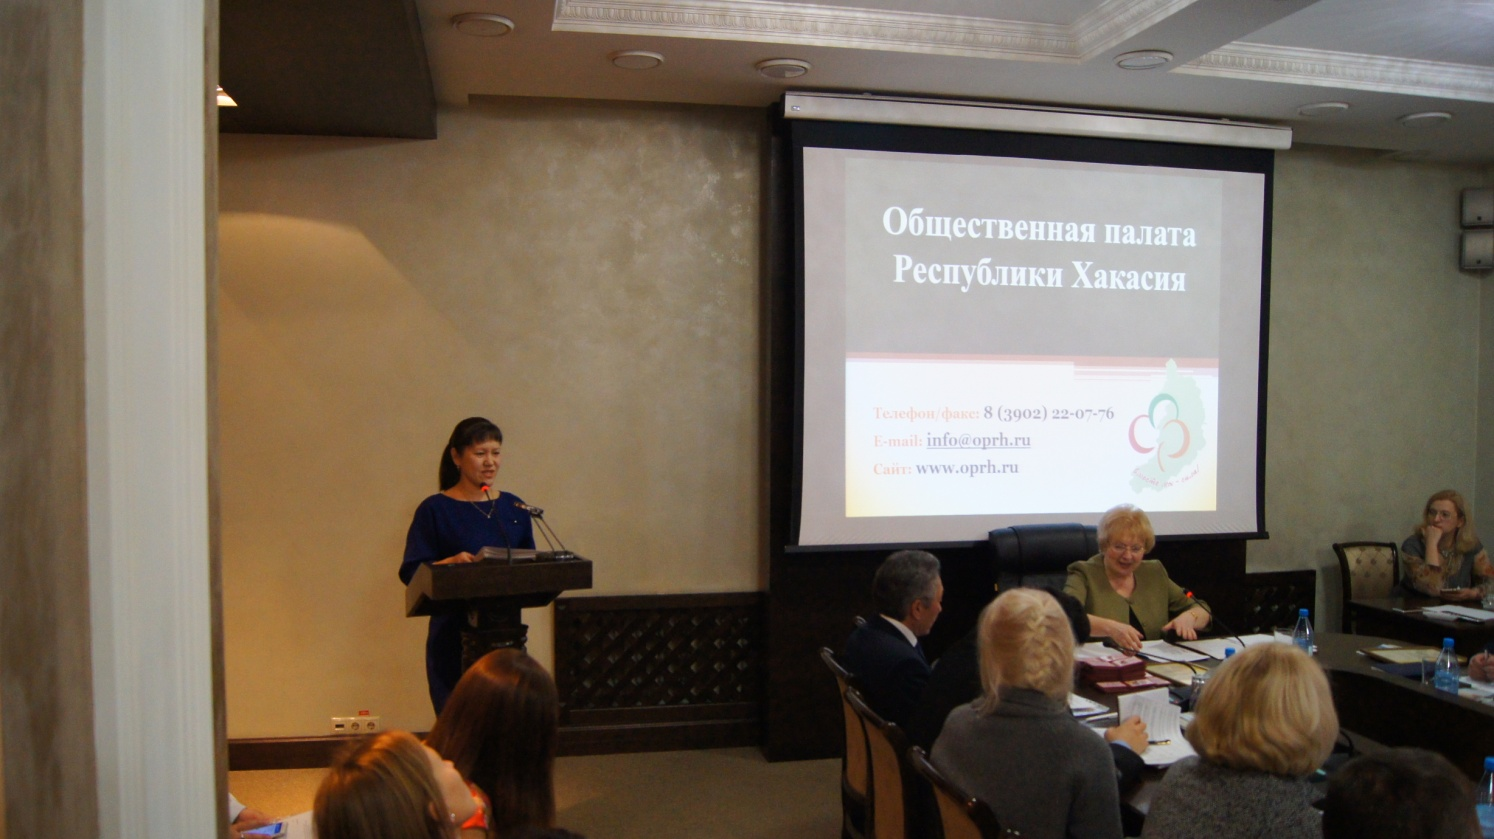 Общественная палата
Республики Хакасия
Телефон/факс: 8 (3902) 22-07-76
E-mail: info@oprh.ru
Сайт: www.oprh.ru